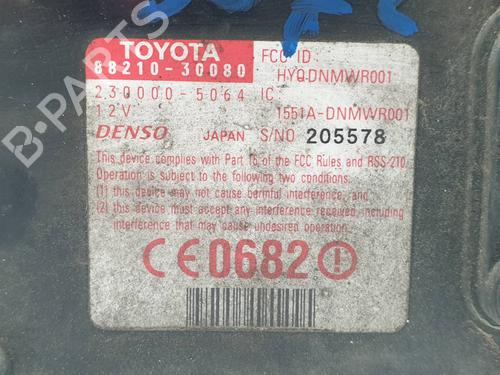 TOYOTA
FCC ID
88210-30080
HYQDNMWR001
230000-5064
IC:
12V
1551A-DNMWR001
DENSO
JAPAN
S/NO
205578
This device complies with Part 15 of the FCC Rules and RSS-210
Operation is subject to the following two conditions:
(1) this device may not cause harmful interference, and
(2) this device must accept any interference received, including
interference that may cause undesired operation.
CE0682
B-PARTS